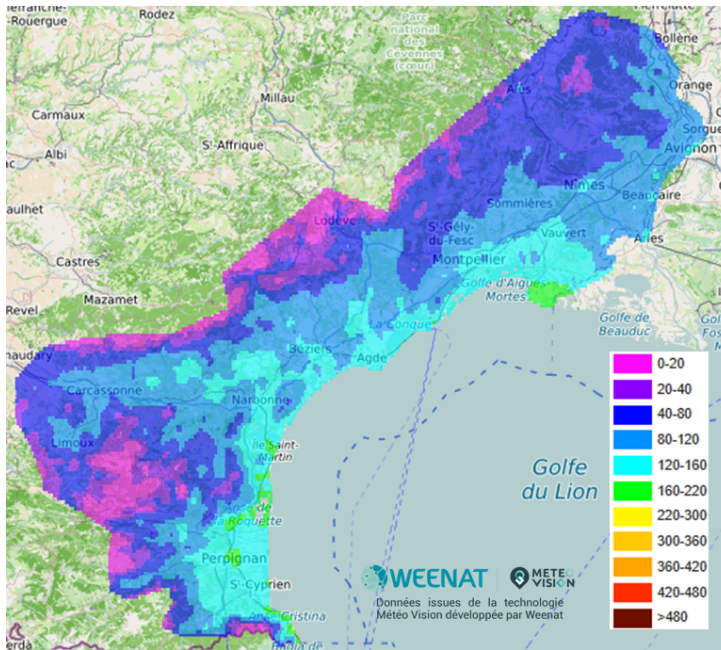 Rodez
-Rouergue
Parc
national
des
Cévennes
(cœur)
Bollène
Millau
Alès
Orange
Carmaux
Sorgue
Albi
St-Affrique
Avignon
Nîmes
Lodève
Sommières
Beaucaire
St-Gély-
du-Fesc
Vauvert
Arles
Castres
Montpellier
Mazamet
Golfe d'Aigues
Mortes
Revel
Golfe de
Beauduc
La Conque
Béziers
Agde
Carcassonne
Narbonne
Limoux
Île Saint-
Martin
Golfe
du Lion
la Roquette
Perpignan
St-Cyprien
Cristina
0-20
20-40
40-80
80-120
120-160
160-220
220-300
300-360
360-420
420-480
>480
WEENAT
METEO
VISION
Données issues de la technologie
Météo Vision développée par Weenat